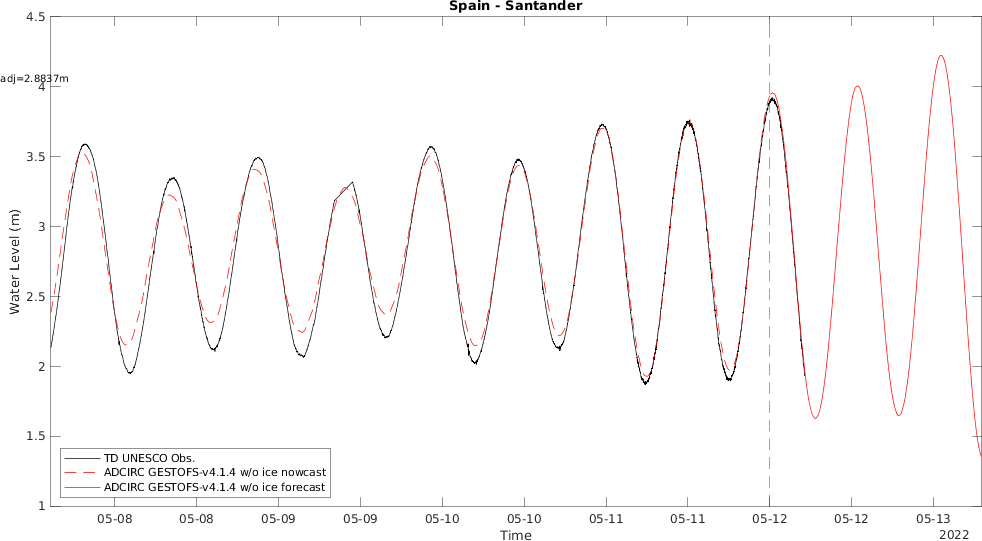 Spain - Santander
adj=2.8837m
4.5
4
3.5
3
2.5
2
1.5
1
Water Level (m)
TD UNESCO Obs.
ADCIRC GESTOFS-v4.1.4 w/o ice nowcast
ADCIRC GESTOFS-v4.1.4 w/o ice forecast
05-08 05-08 05-09 05-09 05-10 05-10 05-11 05-11 05-12 05-12 05-13
Time
2022